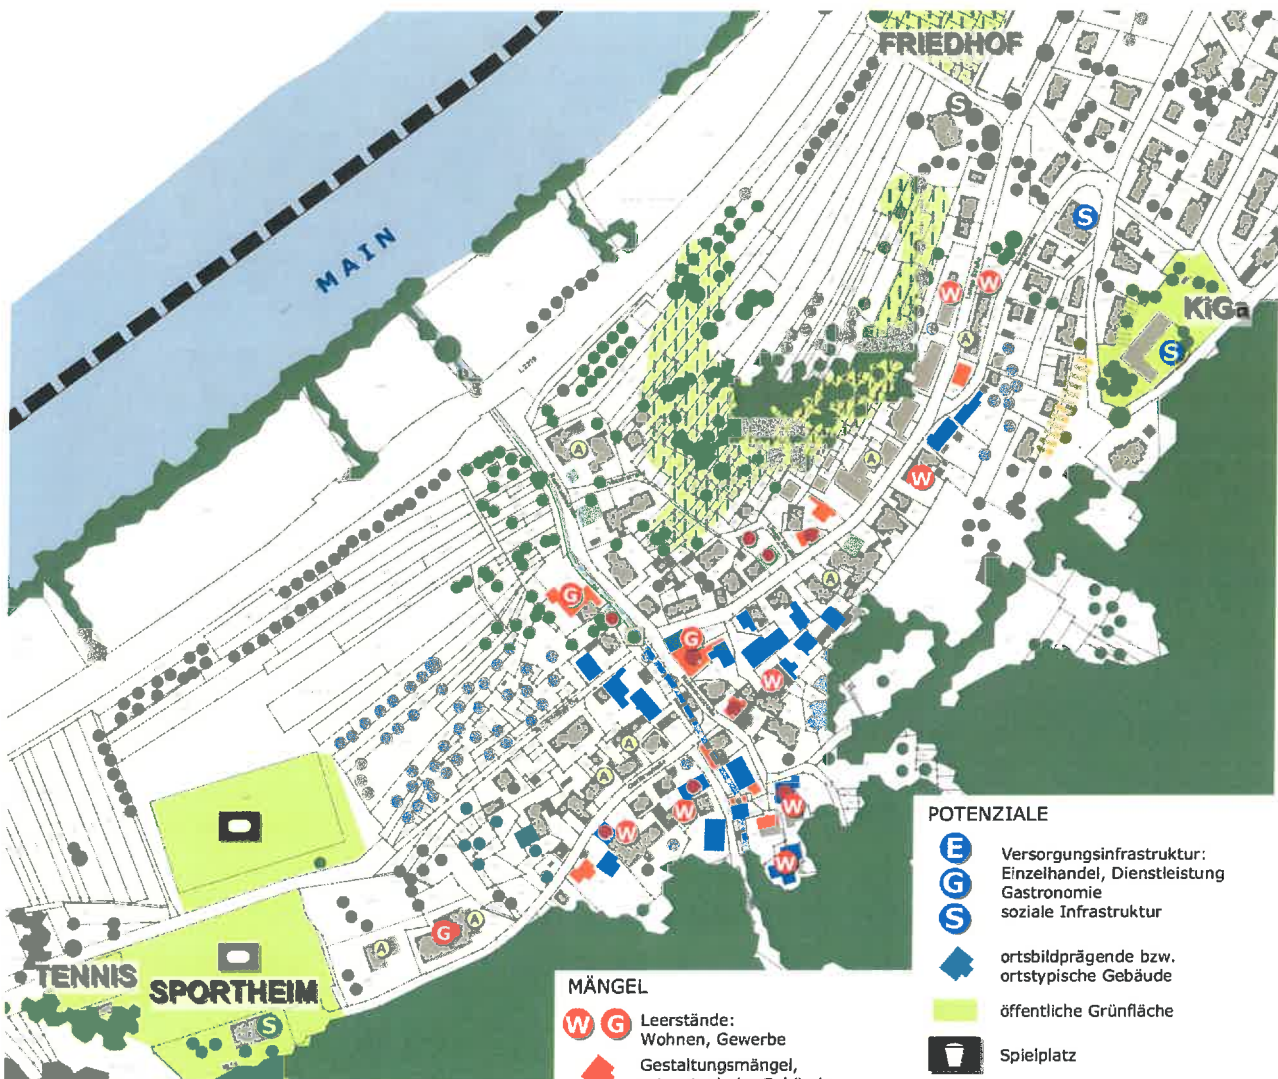 FRIEDHOF
S
MAIN
S
W
W
KiGa
A
S
L2310
A
A
W
A
G
G
W
A
A
W
W
W
W
G
A
A
TENNIS
SPORTHEIM
S
MÄNGEL
W G Leerstände:
Wohnen, Gewerbe
Gestaltungsmängel,
POTENZIALE
E Versorgungsinfrastruktur:
Einzelhandel, Dienstleistung
G Gastronomie
S soziale Infrastruktur
ortsbildprägende bzw.
ortstypische Gebäude
öffentliche Grünfläche
Spielplatz